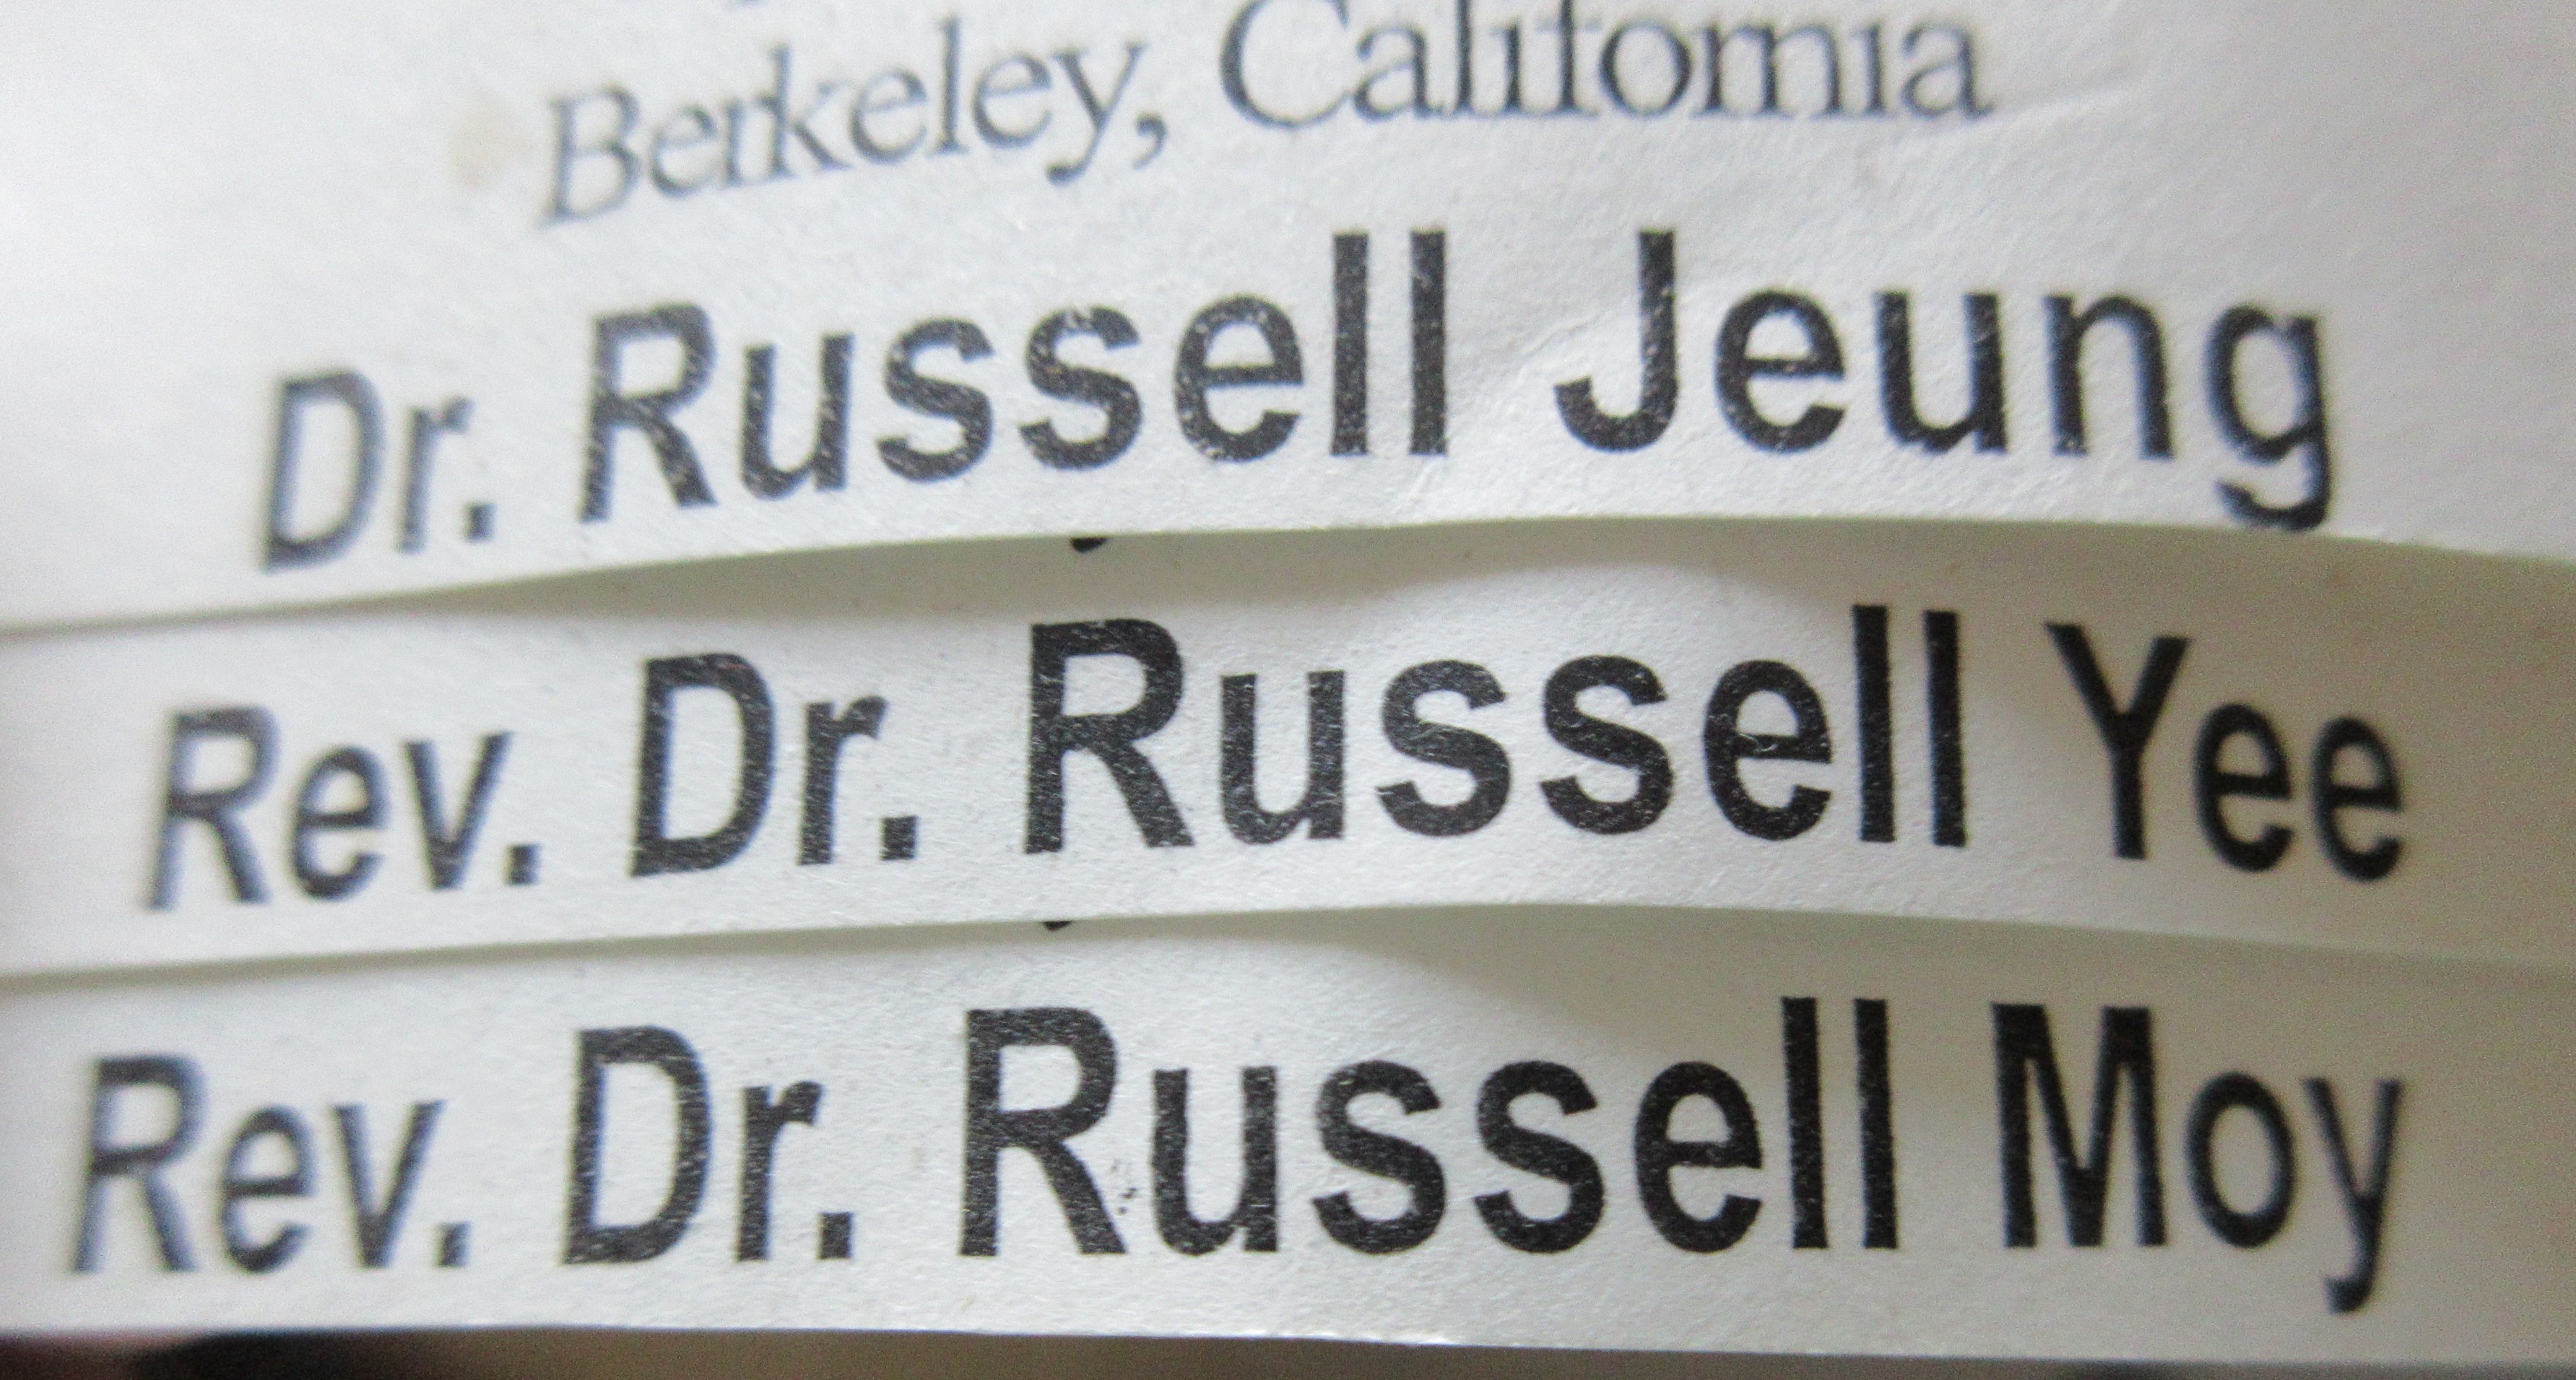 Berkeley, California
Dr. Russell Jeung
Rev. Dr. Russell Yee
Rev. Dr. Russell Moy